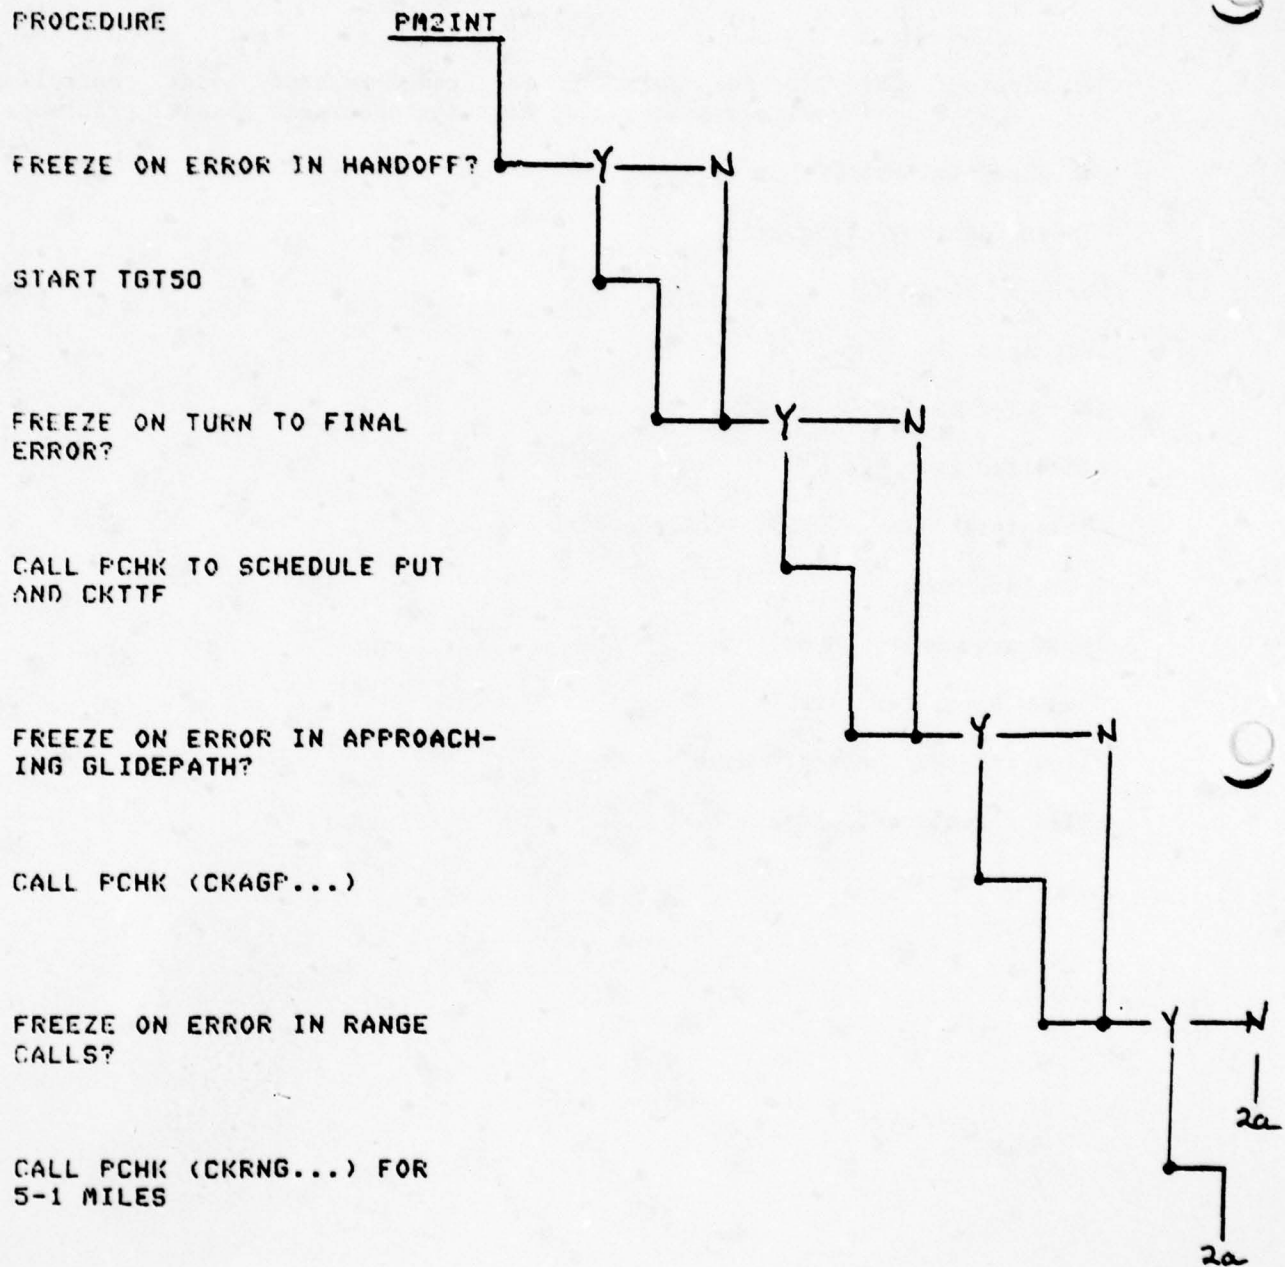 PROCEDURE PM2INT
FREEZE ON ERROR IN HANDOFF? Y N
START TGT50
FREEZE ON TURN TO FINAL Y N
ERROR?
CALL PCHK TO SCHEDULE PUT
AND CKTTF
FREEZE ON ERROR IN APPROACH- Y N
ING GLIDEPATH?
CALL PCHK (CKAGP...)
FREEZE ON ERROR IN RANGE Y N
CALLS?
2a
CALL PCHK (CKRNG...) FOR
5-1 MILES
2a